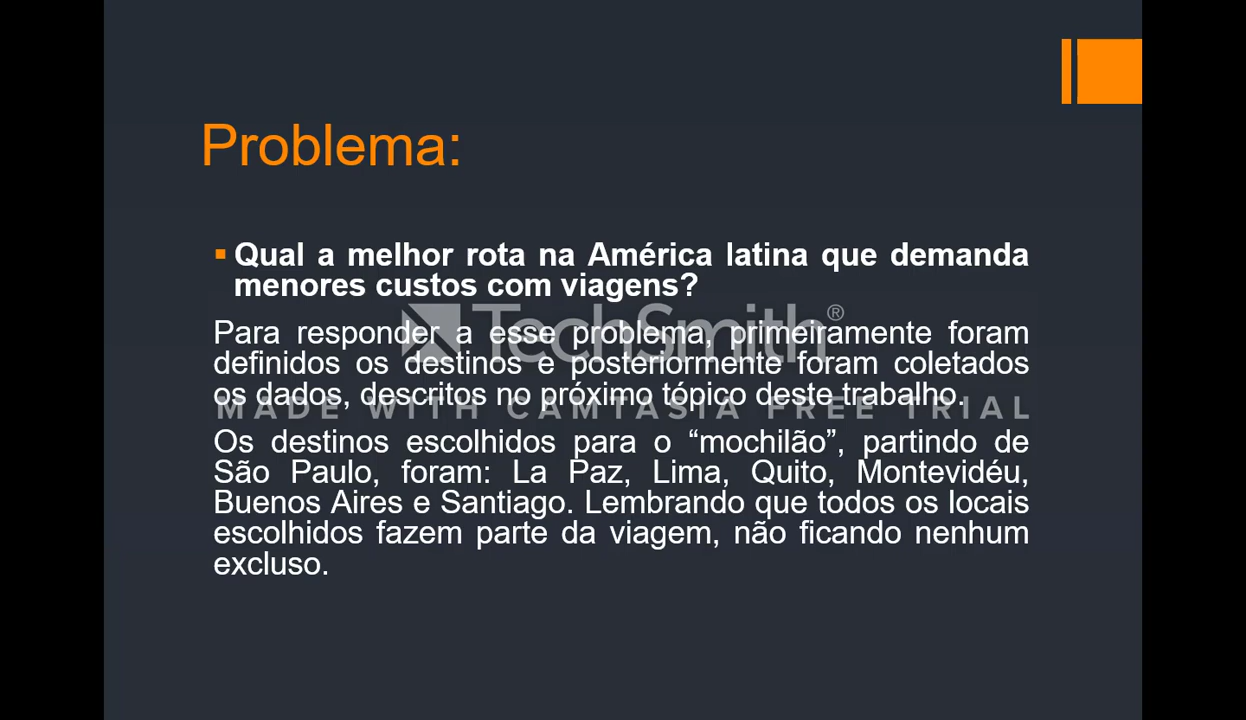 Problema:
Qual a melhor rota na América latina que demanda
menores custos com viagens?
Para responder a esse problema, primeiramente foram
definidos os destinos e posteriormente foram coletados
os dados, descritos no próximo tópico deste trabalho.
TechSmith®
MADE WITH CAMTASIA FREE TRIAL
Os destinos escolhidos para o “mochilão”, partindo de
São Paulo, foram: La Paz, Lima, Quito, Montevidéu,
Buenos Aires e Santiago. Lembrando que todos os locais
escolhidos fazem parte da viagem, não ficando nenhum
excluso.